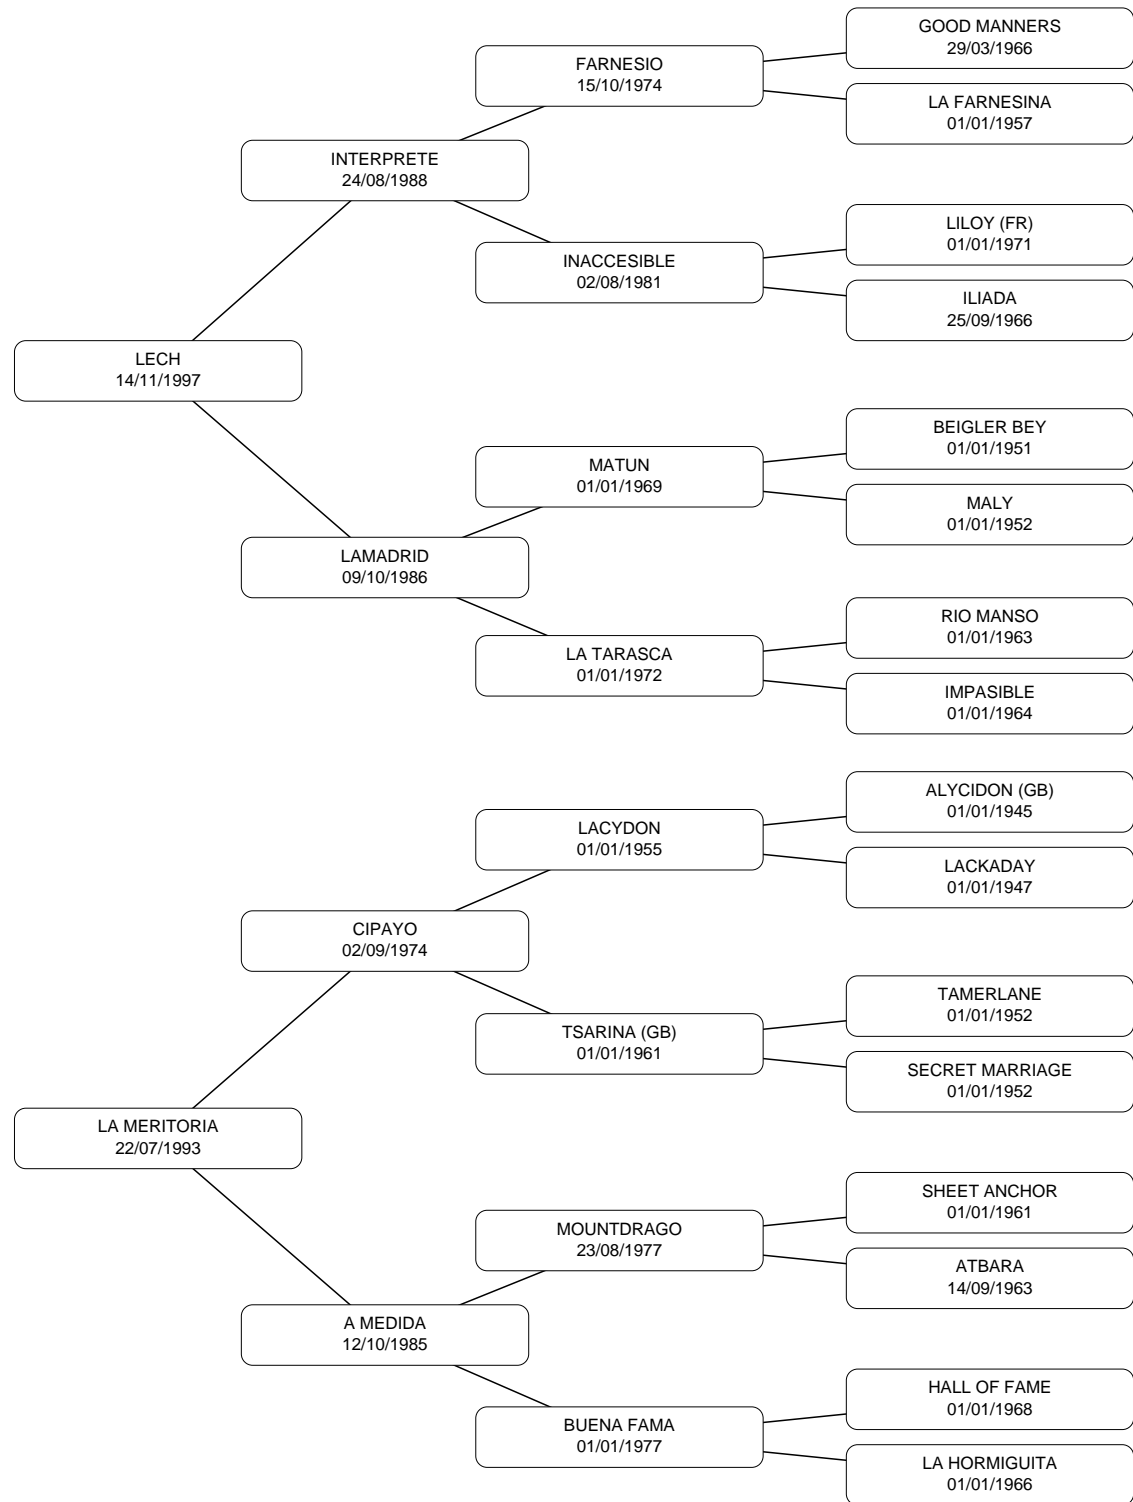 GOOD MANNERS
29/03/1966
FARNESIO
15/10/1974
LA FARNESINA
01/01/1957
INTERPRETE
24/08/1988
LILOY (FR)
01/01/1971
INACCESIBLE
02/08/1981
ILIADA
25/09/1966
LECH
14/11/1997
BEIGLER BEY
01/01/1951
MATUN
01/01/1969
MALY
01/01/1952
LAMADRID
09/10/1986
RIO MANSO
01/01/1963
LA TARASCA
01/01/1972
IMPASIBLE
01/01/1964
ALYCIDON (GB)
01/01/1945
LACYDON
01/01/1955
LACKADAY
01/01/1947
CIPAYO
02/09/1974
TAMERLANE
01/01/1952
TSARINA (GB)
01/01/1961
SECRET MARRIAGE
01/01/1952
LA MERITORIA
22/07/1993
SHEET ANCHOR
01/01/1961
MOUNTDRAGO
23/08/1977
ATBARA
14/09/1963
A MEDIDA
12/10/1985
HALL OF FAME
01/01/1968
BUENA FAMA
01/01/1977
LA HORMIGUITA
01/01/1966